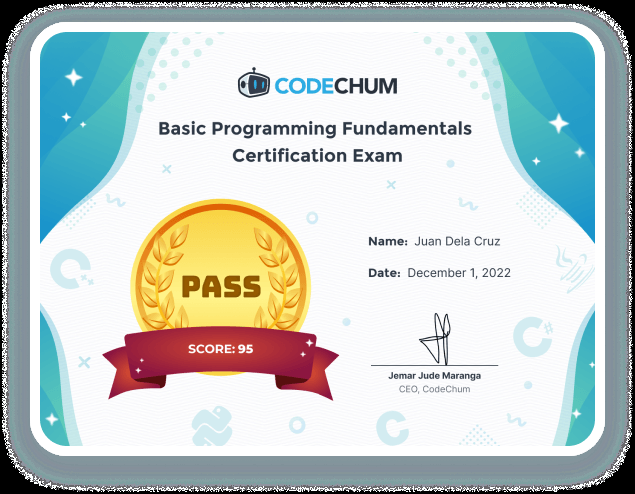 CODECHUM
Basic Programming Fundamentals
Certification Exam
PASS
SCORE: 95
Name: Juan Dela Cruz
Date: December 1, 2022
Jemar Jude Maranga
CEO, CodeChum